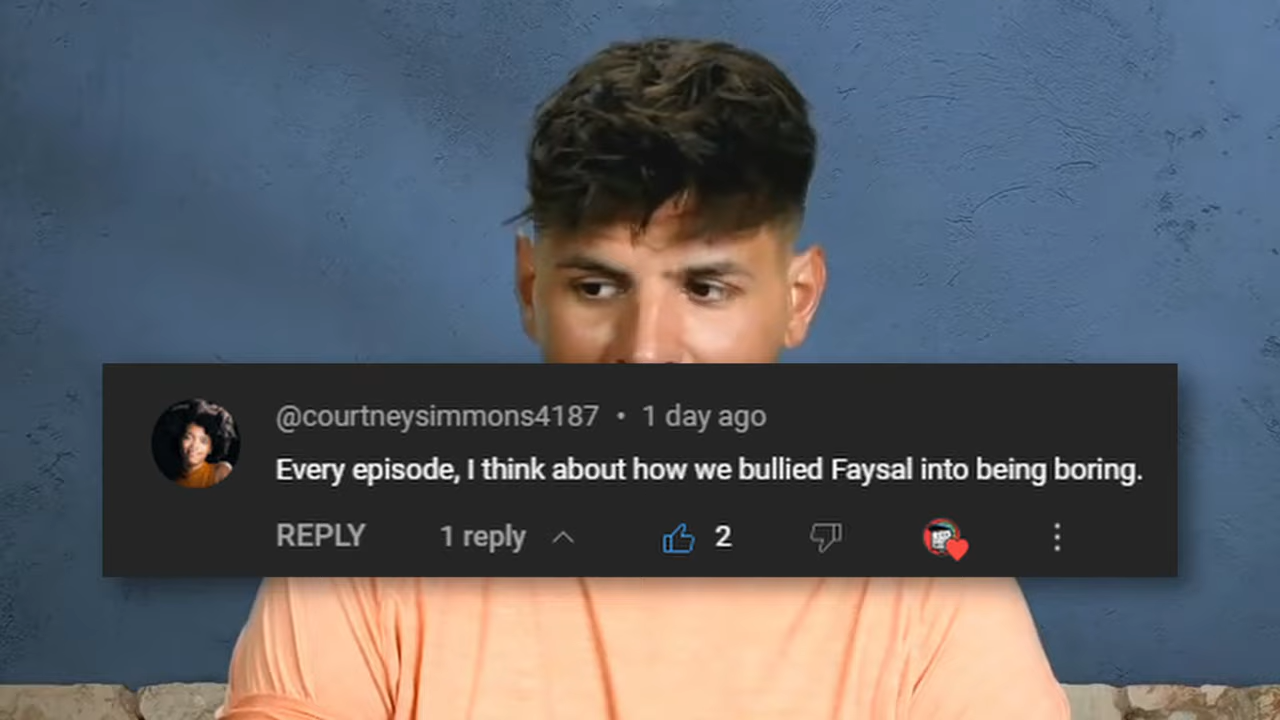 @courtneysimmons4187 • 1 day ago
Every episode, I think about how we bullied Faysal into being boring.
REPLY 1 reply 2